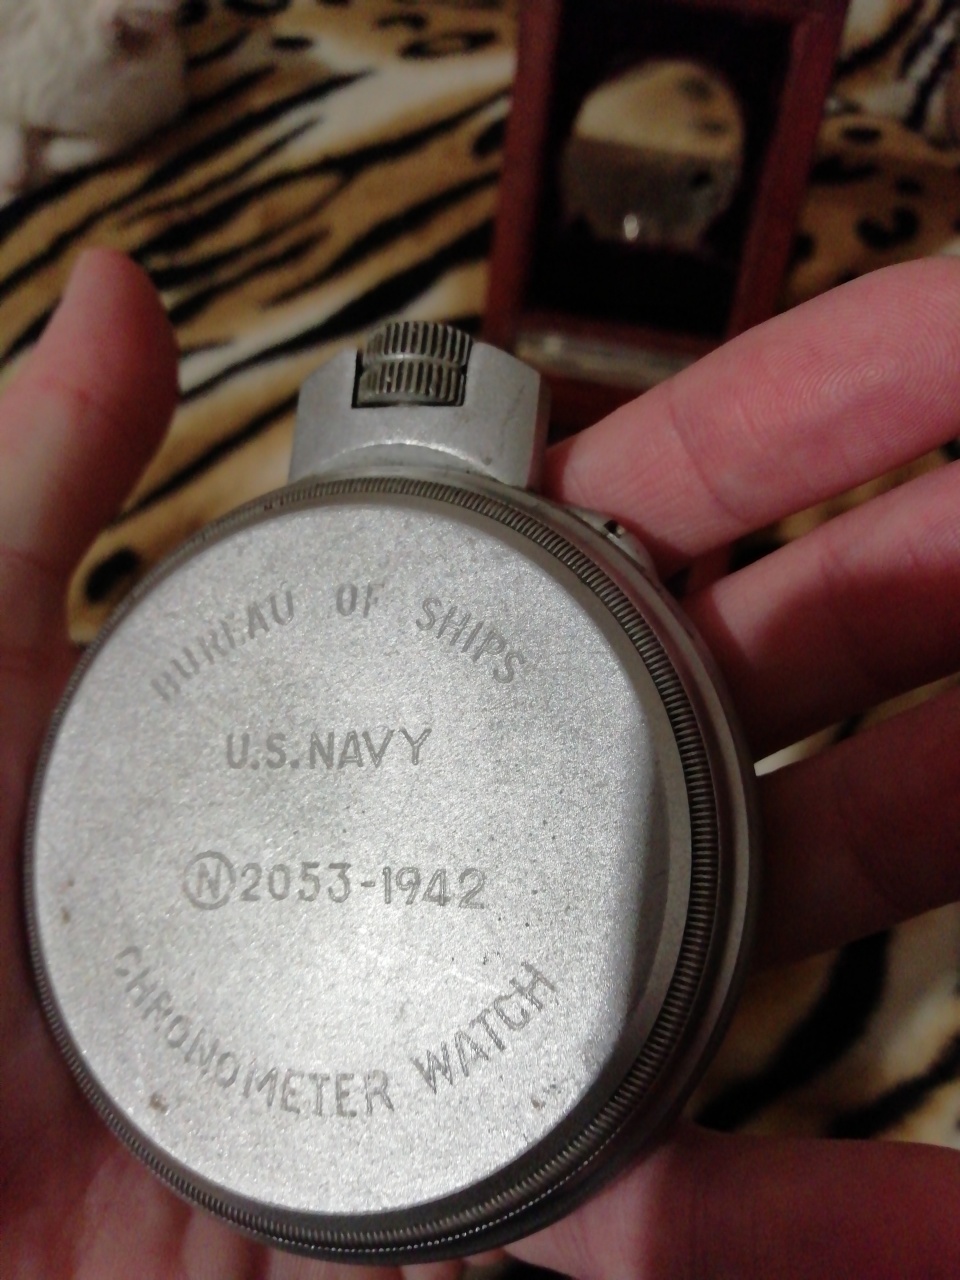 BUREAU OF SHIPS
U.S.NAVY
Ⓝ2053-1942
CHRONOMETER WATCH